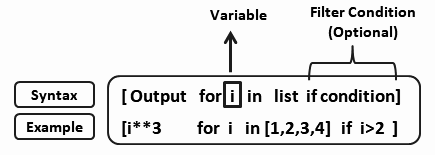 Variable
Filter Condition
(Optional)
Syntax [ Output for i in list if condition]
Example [i**3 for i in [1,2,3,4] if i>2 ]